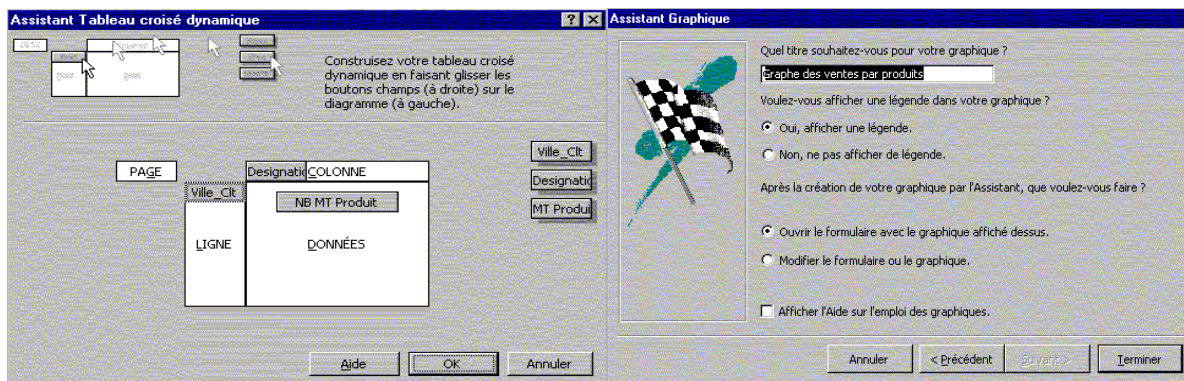 Assistant Tableau croisé dynamique
Construisez votre tableau croisé
dynamique en faisant glisser les
boutons champs (à droite) sur le
diagramme (à gauche).
PAGE
Designatic
COLONNE
Ville_Clt
NB MT Produit
LIGNE
DONNÉES
Ville_Clt
Designatic
MT Produi
Aide
OK
Annuler
Assistant Graphique
Quel titre souhaitez-vous pour votre graphique ?
Graphe des ventes par produits
Voulez-vous afficher une légende dans votre graphique ?
Oui, afficher une légende.
Non, ne pas afficher de légende.
Après la création de votre graphique par l'Assistant, que voulez-vous faire ?
Ouvrir le formulaire avec le graphique affiché dessus.
Modifier le formulaire ou le graphique.
Afficher l'Aide sur l'emploi des graphiques.
Annuler
< Précédent
Suivant >
Terminer